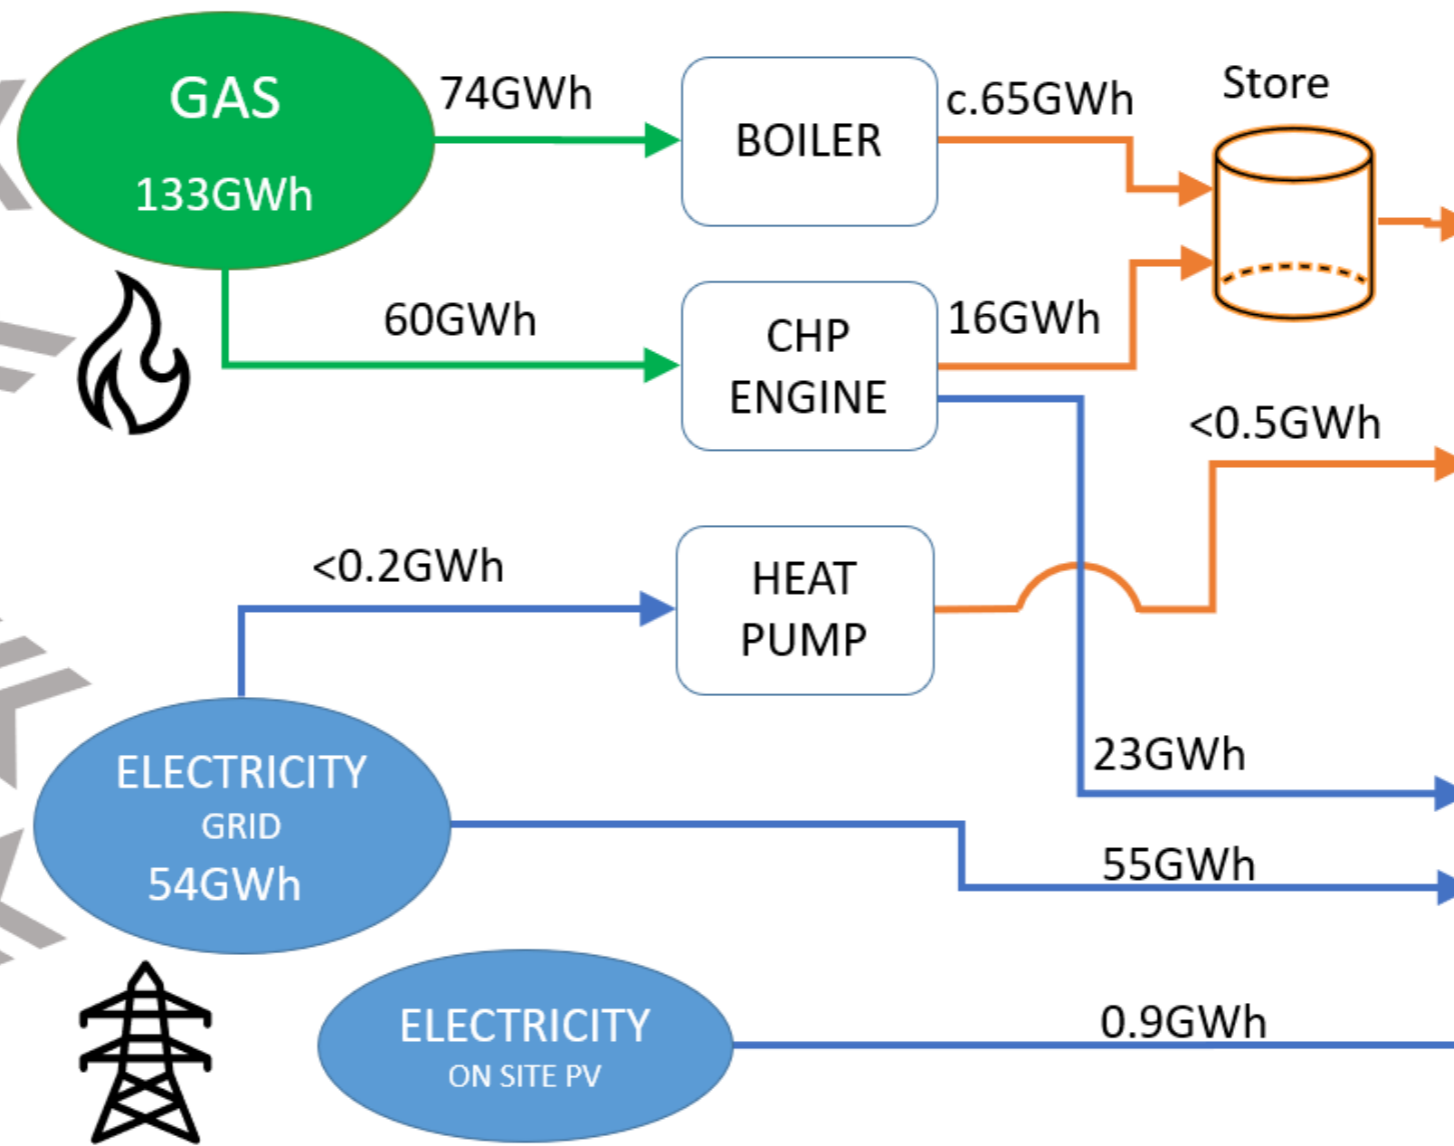 GAS
133GWh
74GWh
BOILER
c.65GWh
Store
60GWh
CHP
ENGINE
16GWh
<0.5GWh
<0.2GWh
HEAT
PUMP
ELECTRICITY
GRID
54GWh
23GWh
55GWh
ELECTRICITY
ON SITE PV
0.9GWh